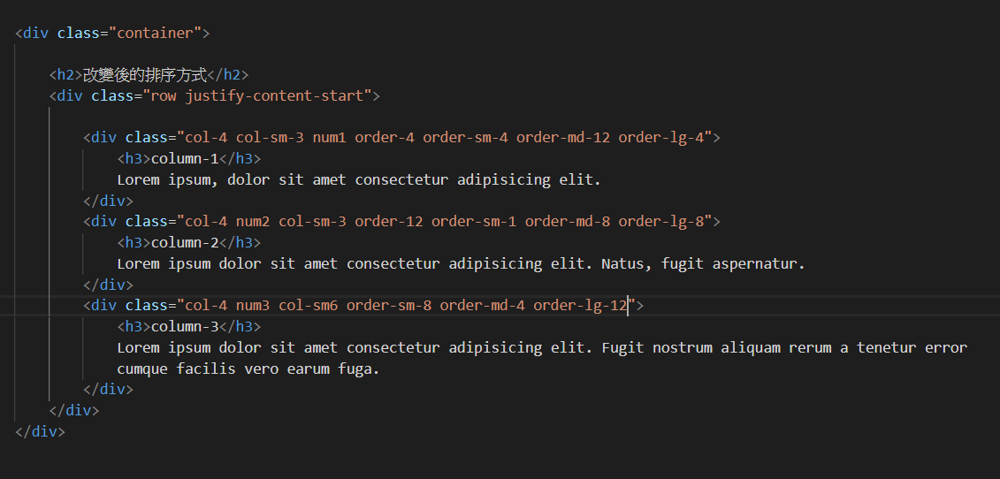 <div class="container">
<h2>改變後的排序方式</h2>
<div class="row justify-content-start">
<div class="col-4 col-sm-3 num1 order-4 order-sm-4 order-md-12 order-lg-4">
<h3>column-1</h3>
Lorem ipsum, dolor sit amet consectetur adipisicing elit.
</div>
<div class="col-4 num2 col-sm-3 order-12 order-sm-1 order-md-8 order-lg-8">
<h3>column-2</h3>
Lorem ipsum dolor sit amet consectetur adipisicing elit. Natus, fugit aspernatur.
</div>
<div class="col-4 num3 col-sm6 order-sm-8 order-md-4 order-lg-12">
<h3>column-3</h3>
Lorem ipsum dolor sit amet consectetur adipisicing elit. Fugit nostrum aliquam rerum a tenetur error
cumque facilis vero earum fuga.
</div>
</div>
</div>